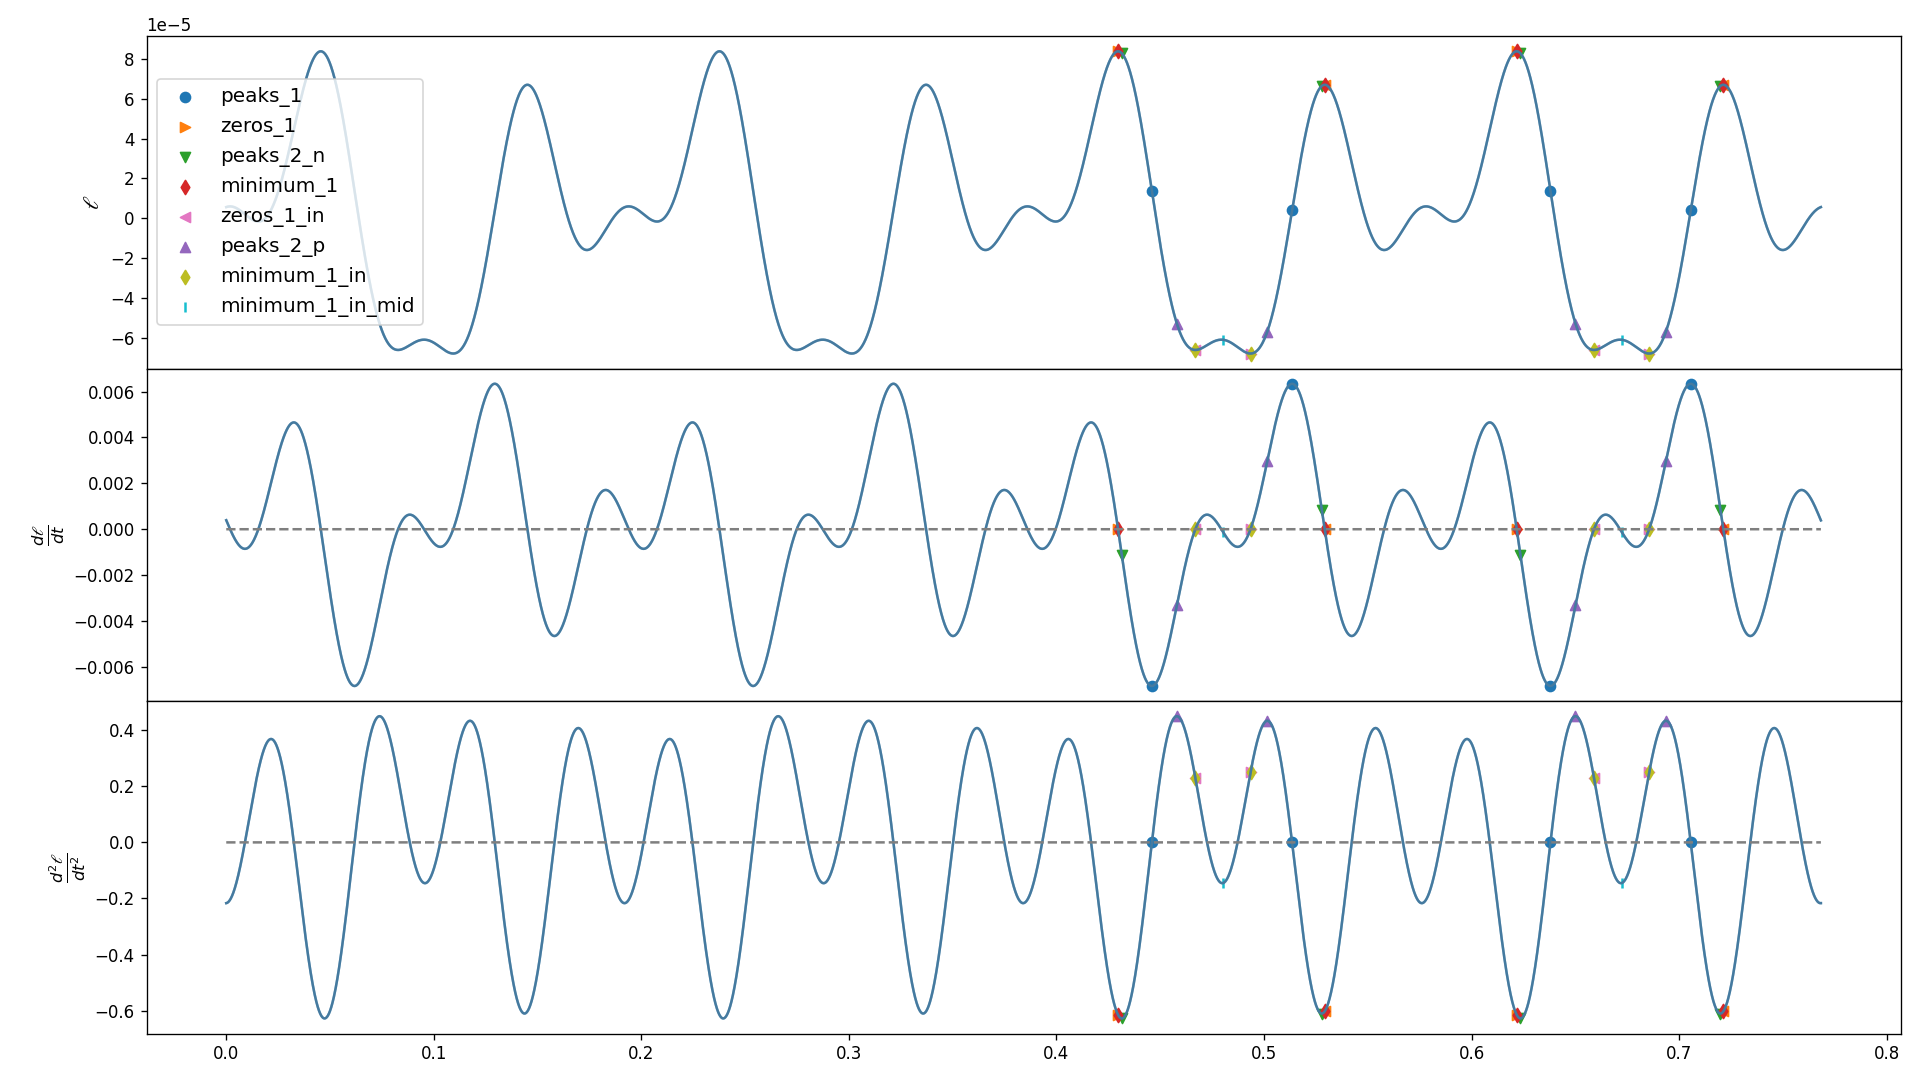 1e−5
8
6
4
2
0
−2
−4
−6
ℓ
peaks_1
zeros_1
peaks_2_n
minimum_1
zeros_1_in
peaks_2_p
minimum_1_in
minimum_1_in_mid
0.006
0.004
0.002
0.000
−0.002
−0.004
−0.006
dℓ/dt
0.4
0.2
0.0
−0.2
−0.4
−0.6
d²ℓ/dt²
0.0 0.1 0.2 0.3 0.4 0.5 0.6 0.7 0.8